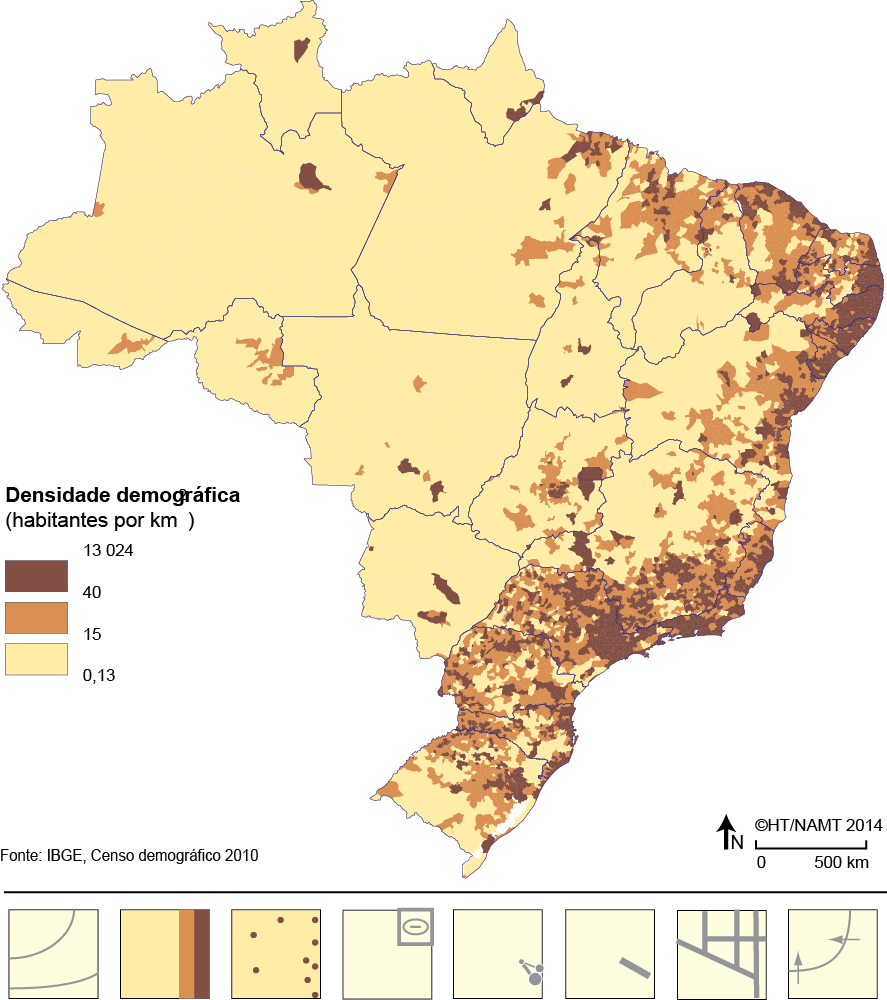 Densidade demográfica
(habitantes por km²)
13 024
40
15
0,13
©HT/NAMT 2014
N
0 500 km
Fonte: IBGE, Censo demográfico 2010